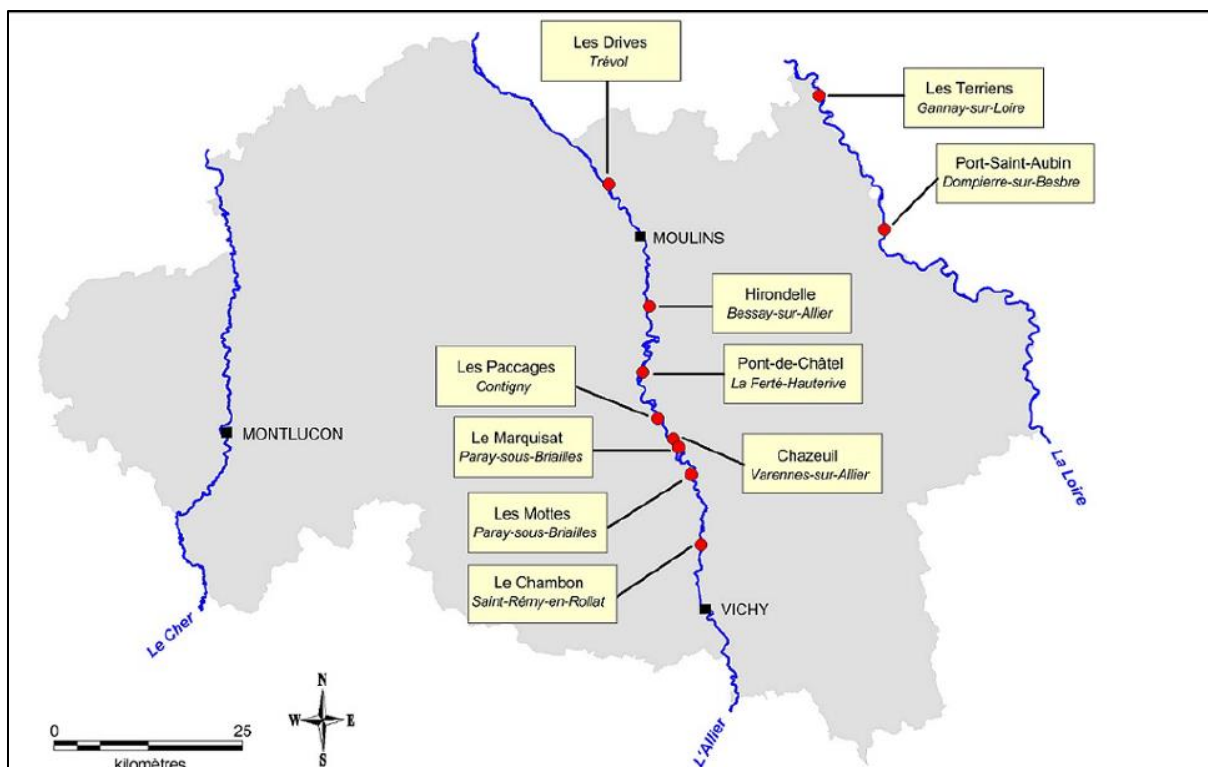 Les Drives
Trévol
Les Terriens
Gannay-sur-Loire
Port-Saint-Aubin
Dompierre-sur-Besbre
MOULINS
Hirondelle
Bessay-sur-Allier
Les Paccages
Contigny
Pont-de-Châtel
La Ferté-Hauterive
MONTLUCON
Le Marquisat
Paray-sous-Briailles
Chazeuil
Varennes-sur-Allier
La Loire
Les Mottes
Paray-sous-Briailles
Le Chambon
Saint-Rémy-en-Rollat
VICHY
Le Cher
L'Allier
N
W E
S
0 25
kilomètres